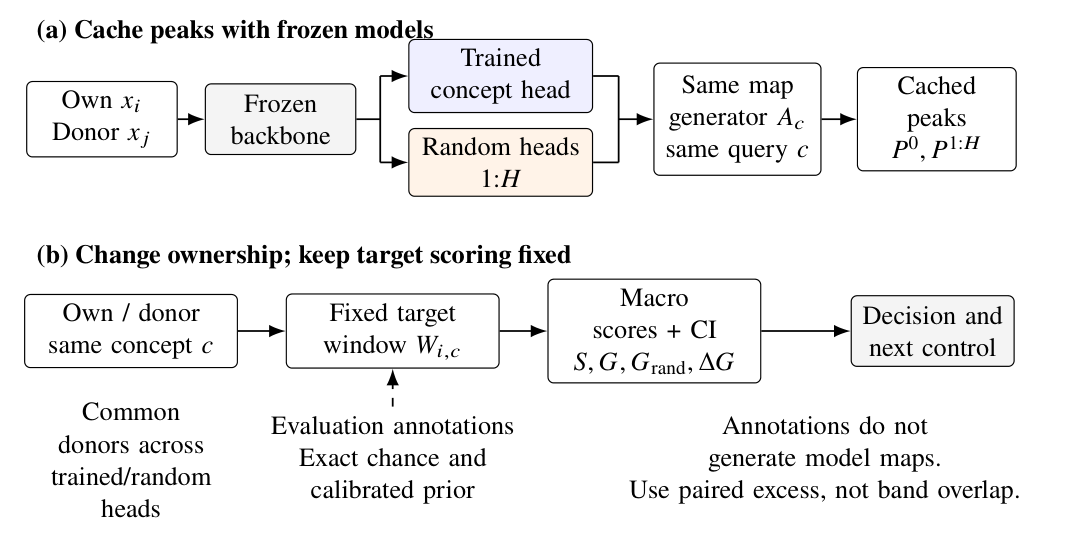 (a) Cache peaks with frozen models
Own x_i
Donor x_j
Frozen
backbone
Trained
concept head
Random heads
1:H
Same map
generator A_c
same query c
Cached
peaks
P^0, P^{1:H}
(b) Change ownership; keep target scoring fixed
Own / donor
same concept c
Fixed target
window W_{i,c}
Macro
scores + CI
S, G, G_rand, ΔG
Decision and
next control
Common
donors across
trained/random
heads
Evaluation annotations
Exact chance and
calibrated prior
Annotations do not
generate model maps.
Use paired excess, not band overlap.